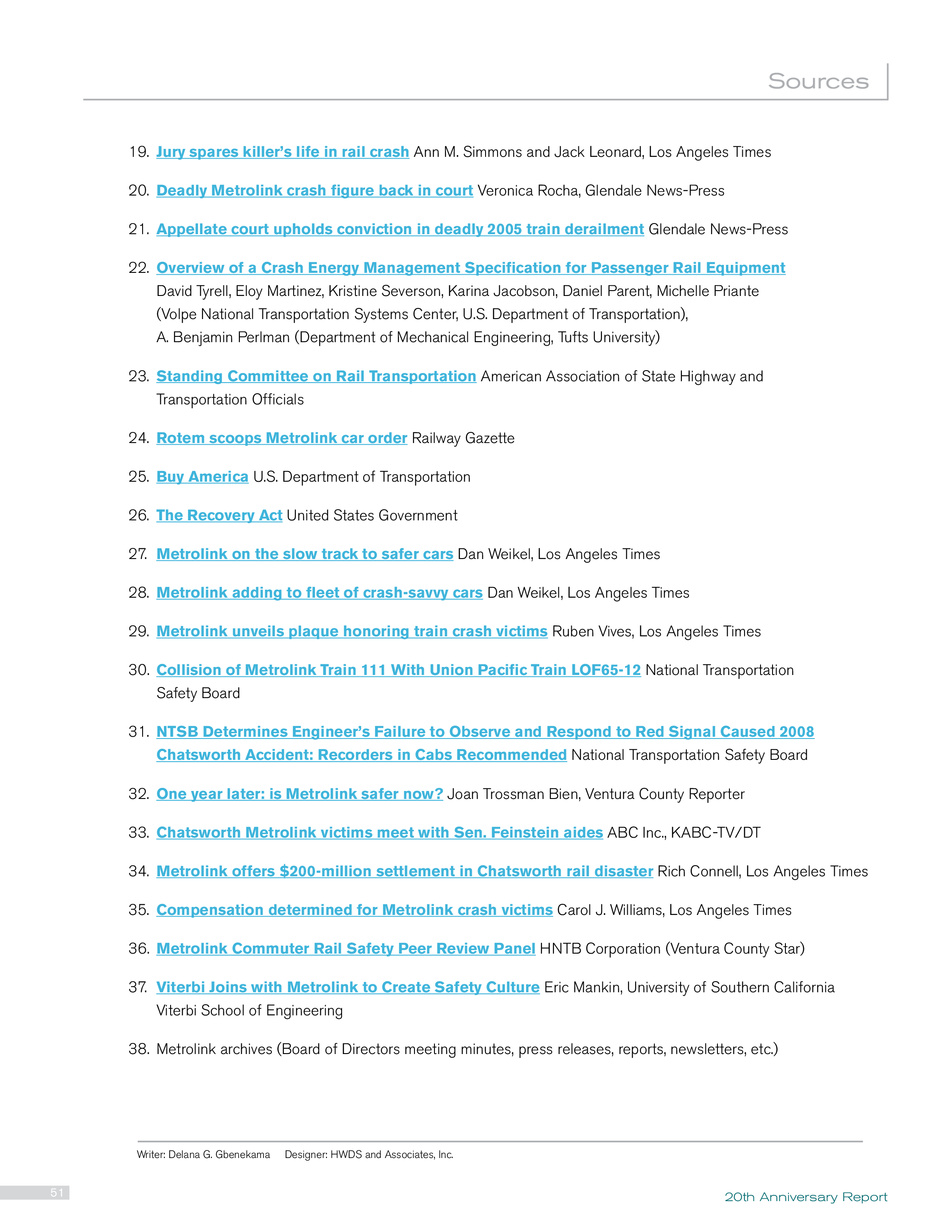 Sources
19. Jury spares killer's life in rail crash Ann M. Simmons and Jack Leonard, Los Angeles Times
20. Deadly Metrolink crash figure back in court Veronica Rocha, Glendale News-Press
21. Appellate court upholds conviction in deadly 2005 train derailment Glendale News-Press
22. Overview of a Crash Energy Management Specification for Passenger Rail Equipment
David Tyrell, Eloy Martinez, Kristine Severson, Karina Jacobson, Daniel Parent, Michelle Priante
(Volpe National Transportation Systems Center, U.S. Department of Transportation),
A. Benjamin Perlman (Department of Mechanical Engineering, Tufts University)
23. Standing Committee on Rail Transportation American Association of State Highway and
Transportation Officials
24. Rotem scoops Metrolink car order Railway Gazette
25. Buy America U.S. Department of Transportation
26. The Recovery Act United States Government
27. Metrolink on the slow track to safer cars Dan Weikel, Los Angeles Times
28. Metrolink adding to fleet of crash-savvy cars Dan Weikel, Los Angeles Times
29. Metrolink unveils plaque honoring train crash victims Ruben Vives, Los Angeles Times
30. Collision of Metrolink Train 111 With Union Pacific Train LOF65-12 National Transportation
Safety Board
31. NTSB Determines Engineer's Failure to Observe and Respond to Red Signal Caused 2008
Chatsworth Accident: Recorders in Cabs Recommended National Transportation Safety Board
32. One year later: is Metrolink safer now? Joan Trossman Bien, Ventura County Reporter
33. Chatsworth Metrolink victims meet with Sen. Feinstein aides ABC Inc., KABC-TV/DT
34. Metrolink offers $200-million settlement in Chatsworth rail disaster Rich Connell, Los Angeles Times
35. Compensation determined for Metrolink crash victims Carol J. Williams, Los Angeles Times
36. Metrolink Commuter Rail Safety Peer Review Panel HNTB Corporation (Ventura County Star)
37. Viterbi Joins with Metrolink to Create Safety Culture Eric Mankin, University of Southern California
Viterbi School of Engineering
38. Metrolink archives (Board of Directors meeting minutes, press releases, reports, newsletters, etc.)
Writer: Delana G. Gbenekama Designer: HWDS and Associates, Inc.
51
20th Anniversary Report